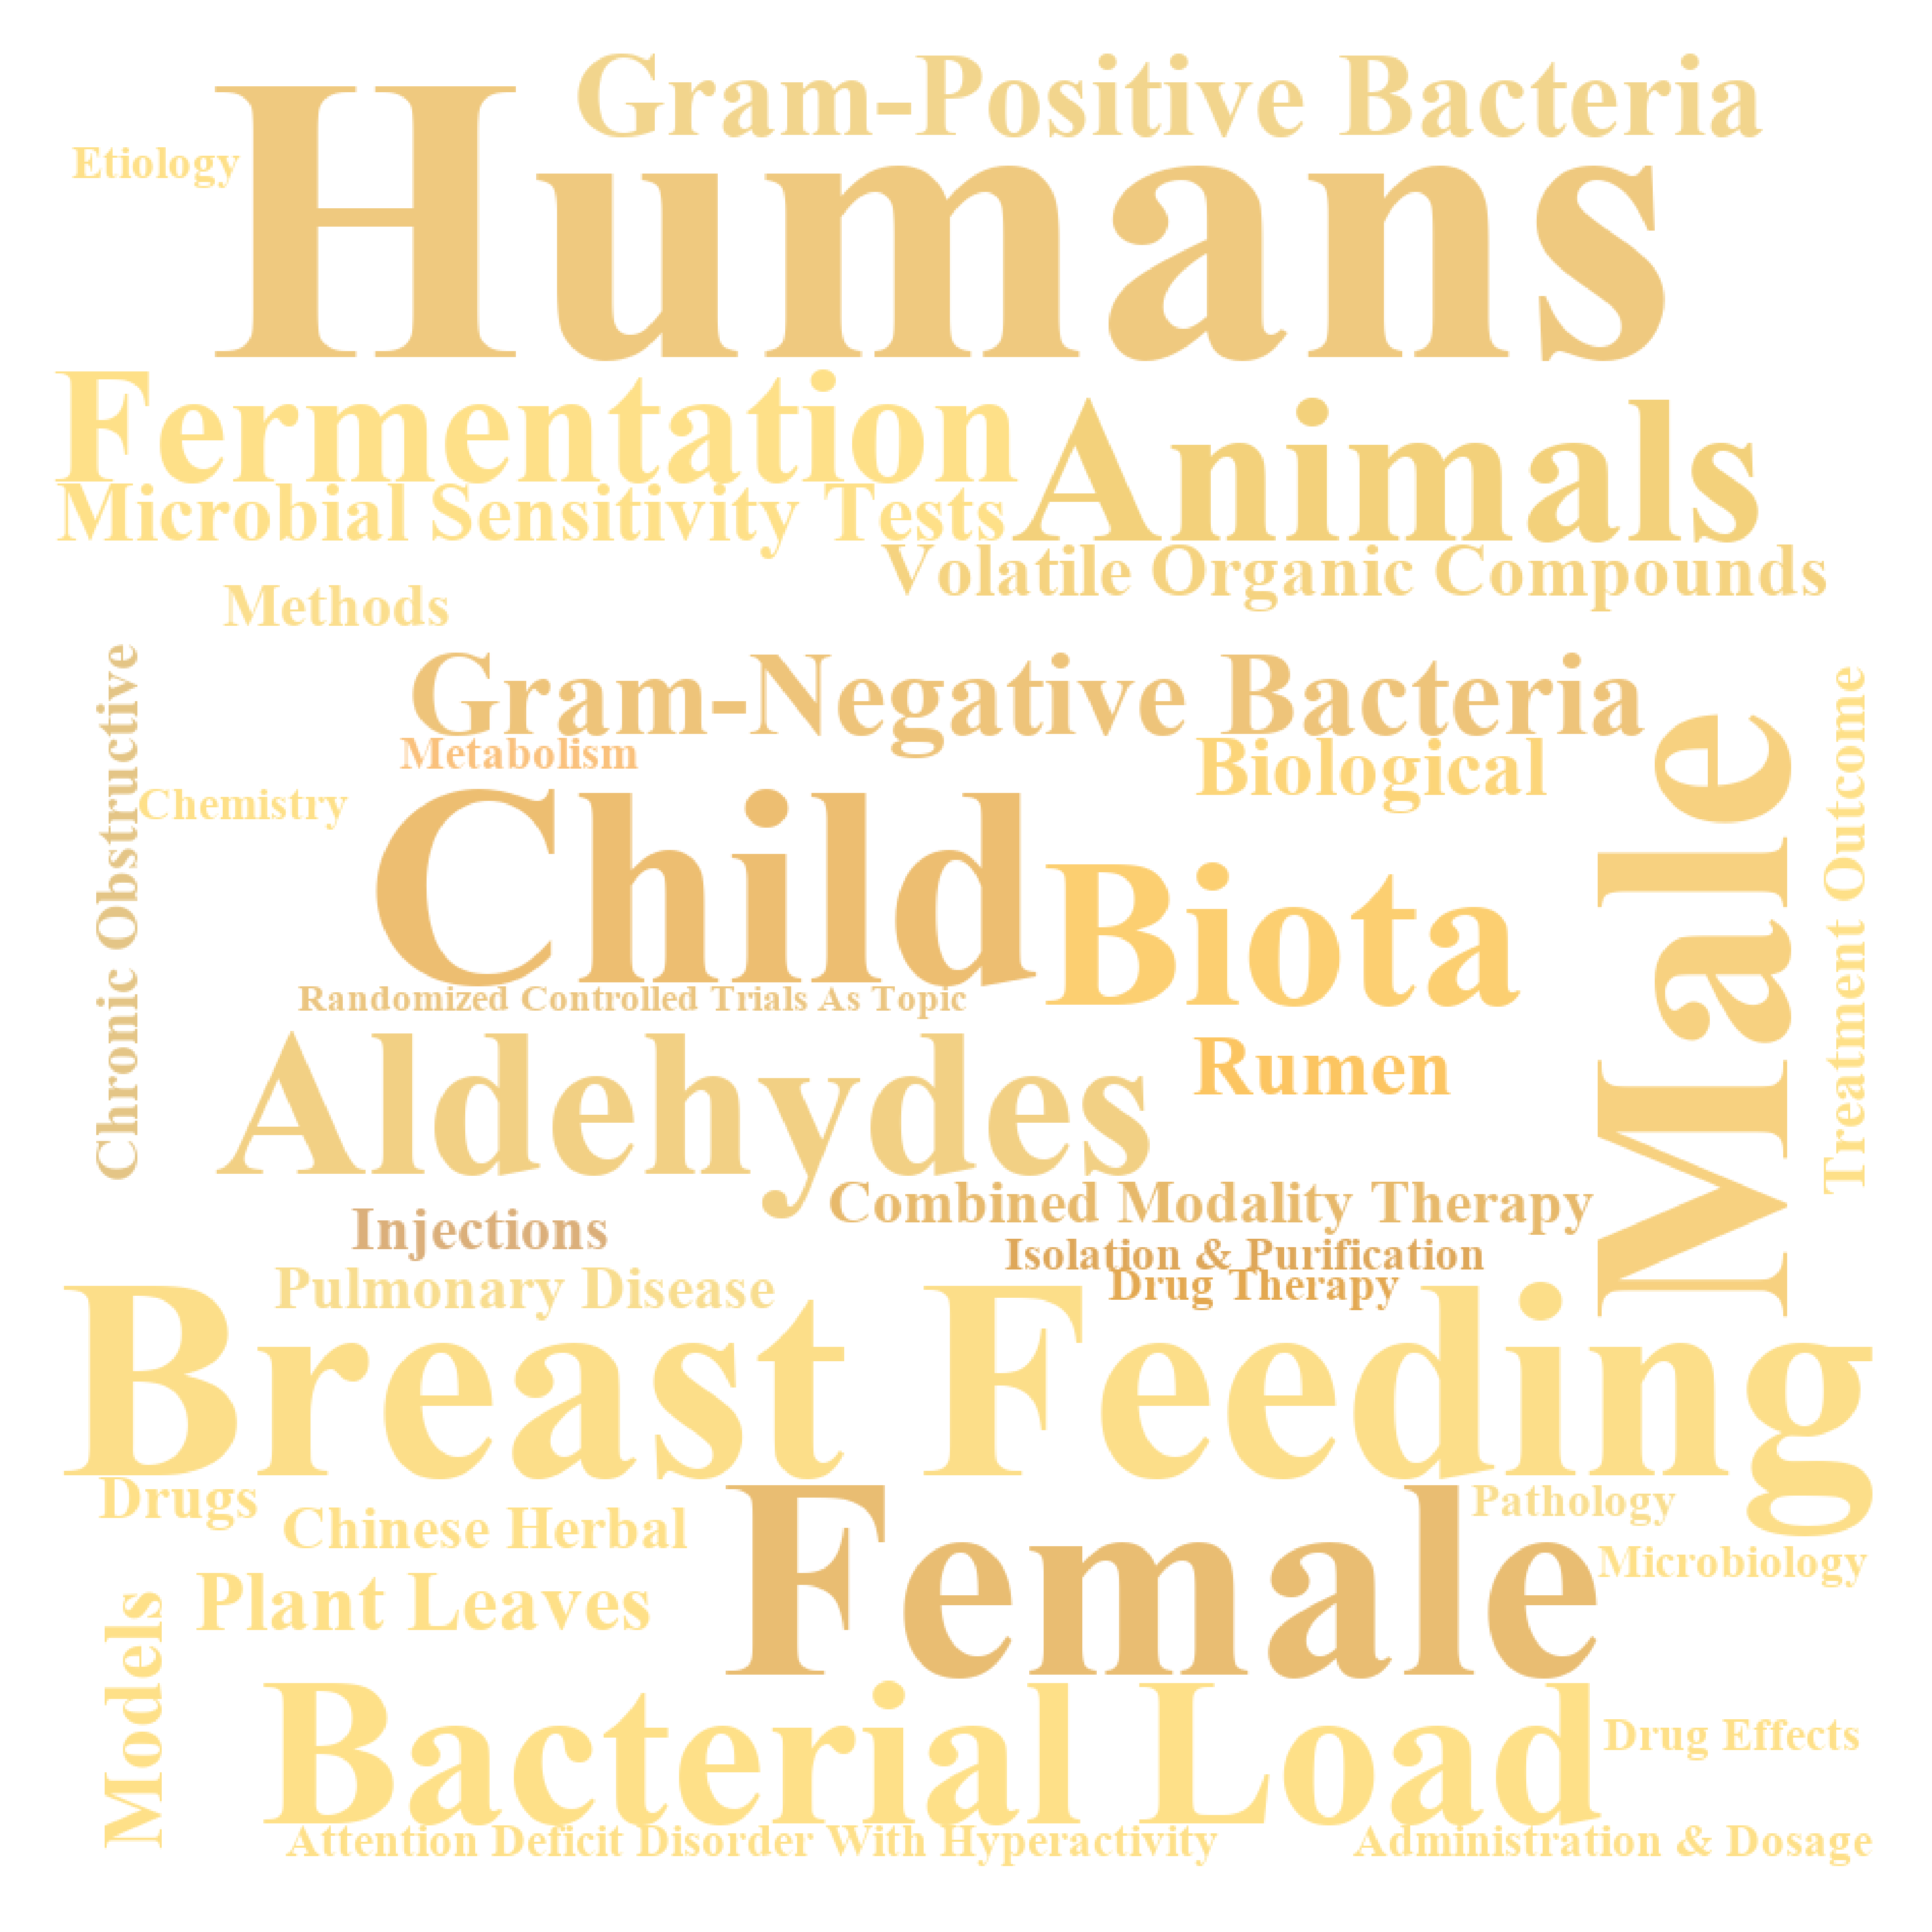 Gram-Positive Bacteria
Etiology
Humans
Fermentation
Animals
Microbial Sensitivity Tests
Volatile Organic Compounds
Methods
Chronic Obstructive
Gram-Negative Bacteria
Metabolism
Biological
Chemistry
Child
Biota
Male
Treatment Outcome
Randomized Controlled Trials As Topic
Aldehydes
Rumen
Combined Modality Therapy
Injections
Isolation & Purification
Pulmonary Disease
Drug Therapy
Breast Feeding
Drugs
Chinese Herbal
Female
Pathology
Microbiology
Plant Leaves
Models
Bacterial Load
Drug Effects
Attention Deficit Disorder With Hyperactivity
Administration & Dosage